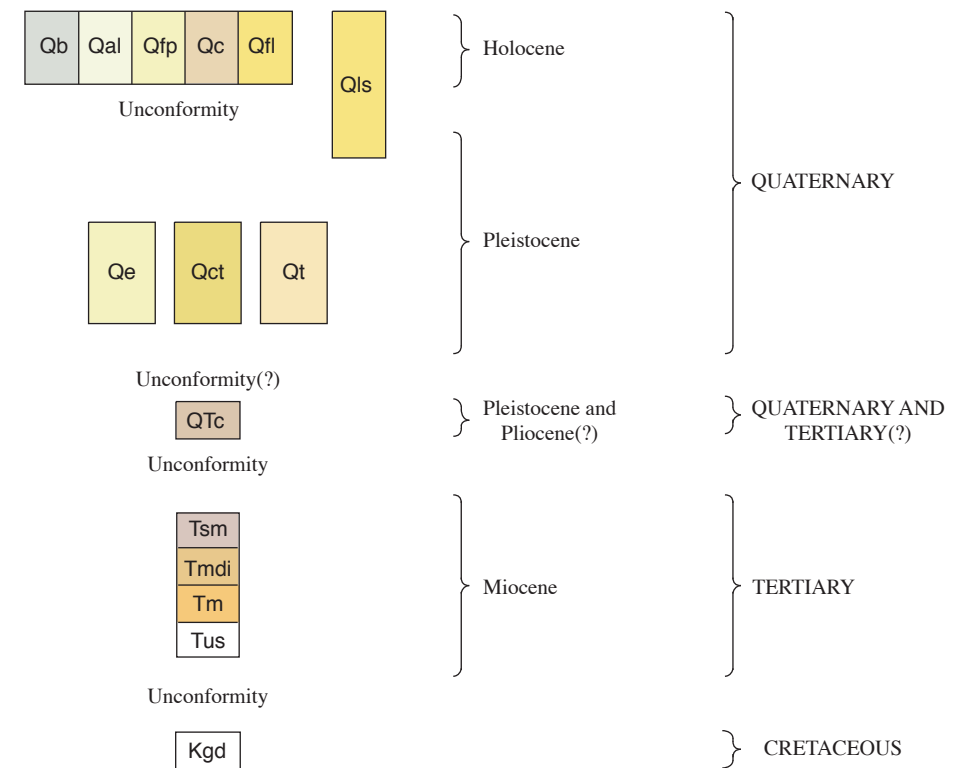 Qb Qal Qfp Qc Qfl
Qls
Holocene
Unconformity
QUATERNARY
Pleistocene
Qe Qct Qt
Unconformity(?)
QTc
Pleistocene and
Pliocene(?)
QUATERNARY AND
TERTIARY(?)
Unconformity
Tsm
Tmdi
Tm
Tus
Miocene
TERTIARY
Unconformity
Kgd
CRETACEOUS